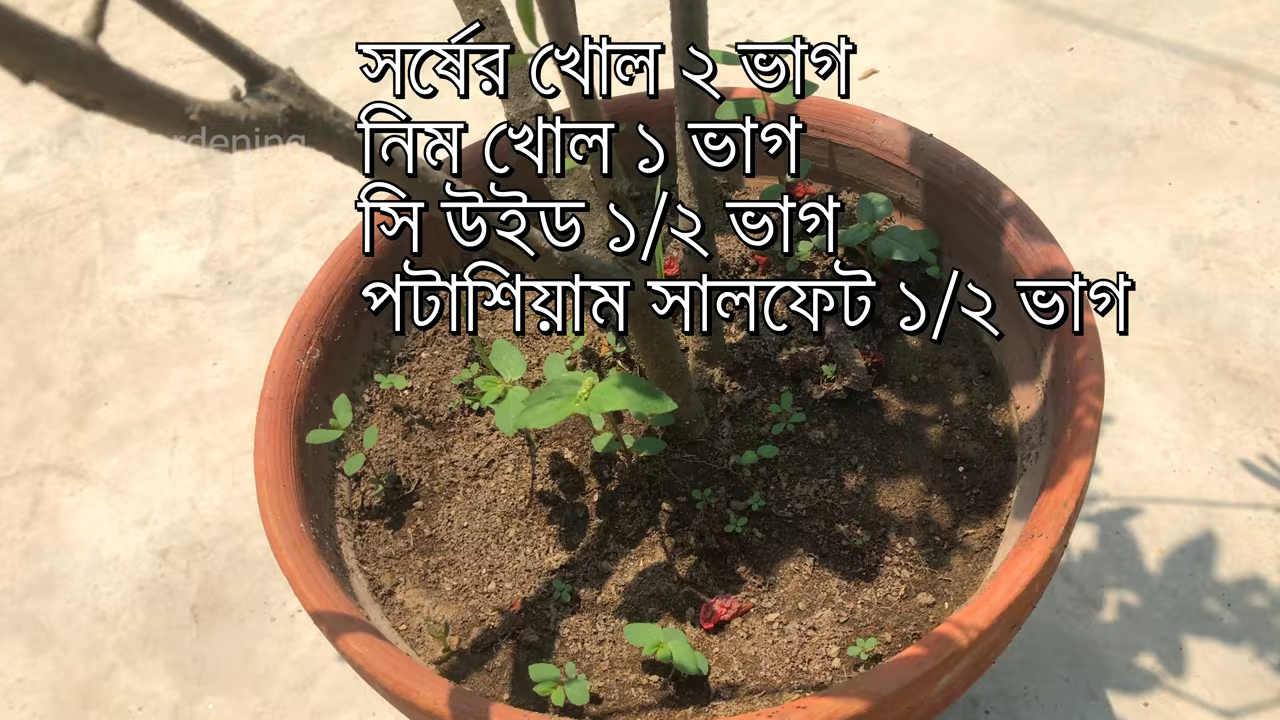 সর্ষের খোল ২ ভাগ
নিম খোল ১ ভাগ
সি উইড ১/২ ভাগ
পটাশিয়াম সালফেট ১/২ ভাগ